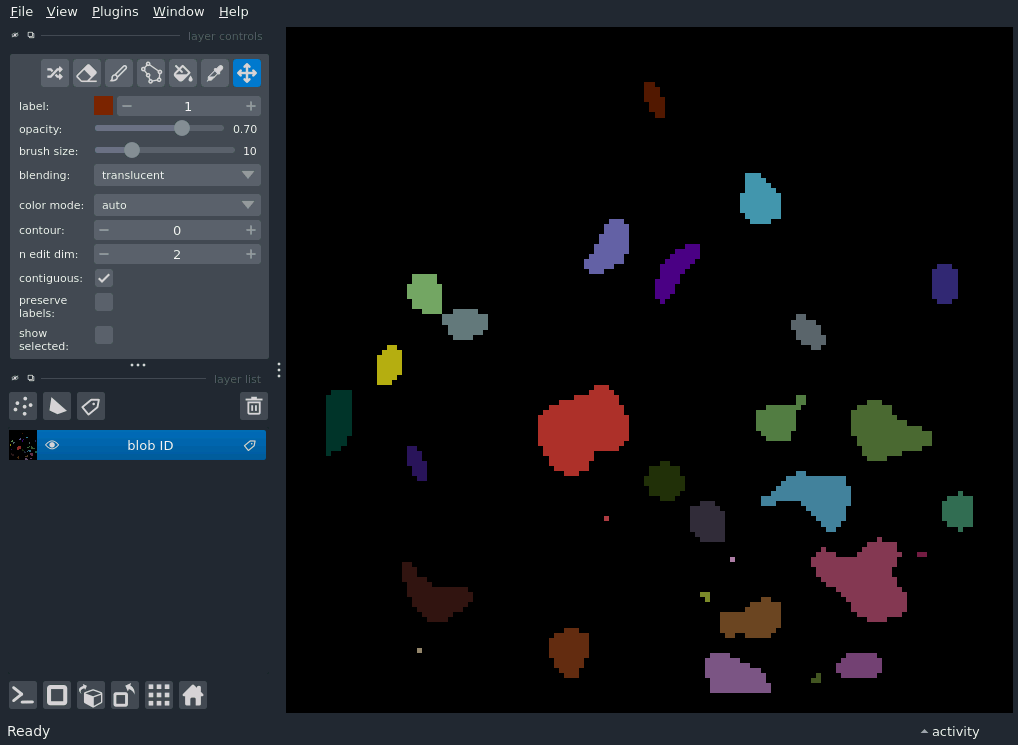 File View Plugins Window Help
layer controls
label: 1
opacity: 0.70
brush size: 10
blending: translucent
color mode: auto
contour: 0
n edit dim: 2
contiguous:
preserve
labels:
show
selected:
layer list
blob ID
Ready
activity